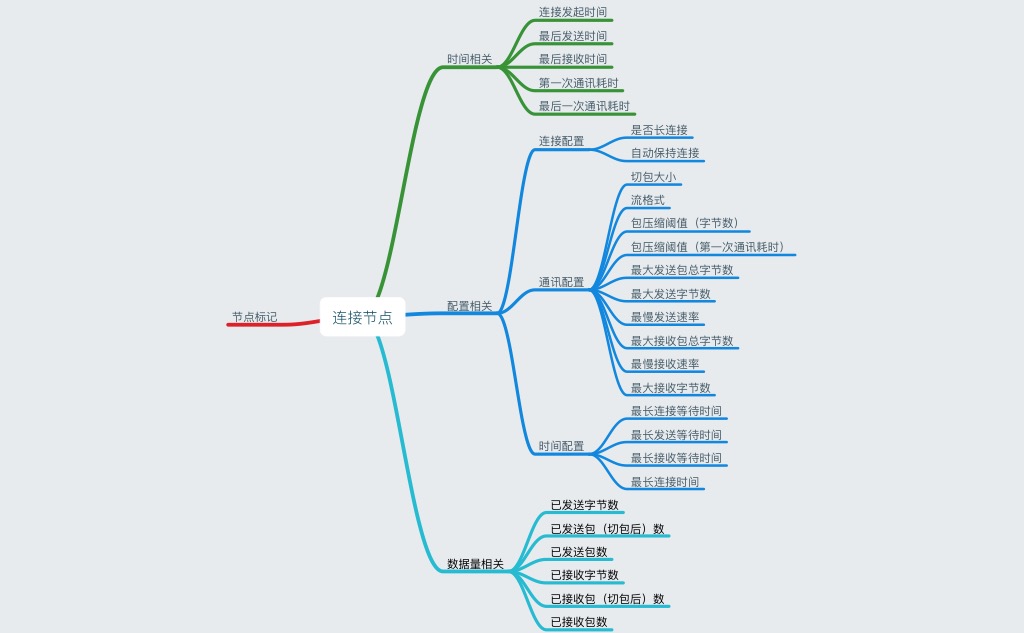 连接节点
节点标记
时间相关
连接发起时间
最后发送时间
最后接收时间
第一次通讯耗时
最后一次通讯耗时
配置相关
连接配置
是否长连接
自动保持连接
通讯配置
切包大小
流格式
包压缩阈值（字节数）
包压缩阈值（第一次通讯耗时）
最大发送包总字节数
最大发送字节数
最慢发送速率
最大接收包总字节数
最慢接收速率
最大接收字节数
时间配置
最长连接等待时间
最长发送等待时间
最长接收等待时间
最长连接时间
数据量相关
已发送字节数
已发送包（切包后）数
已发送包数
已接收字节数
已接收包（切包后）数
已接收包数